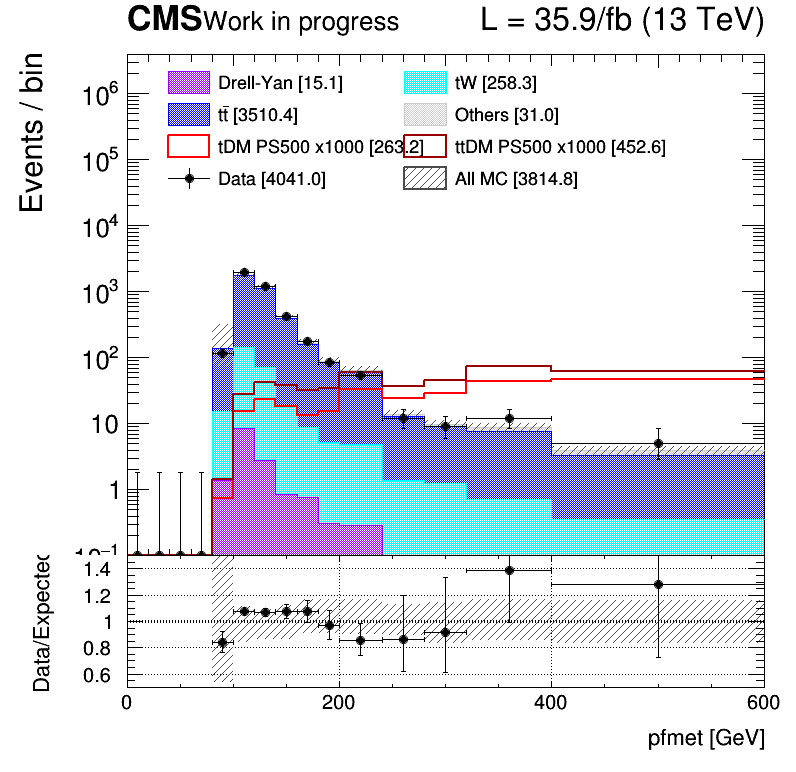 CMS Work in progress L = 35.9/fb (13 TeV)
Events / bin
Drell-Yan [15.1] tW [258.3]
tt̄ [3510.4] Others [31.0]
tDM PS500 x1000 [263.2] ttDM PS500 x1000 [452.6]
Data [4041.0] All MC [3814.8]
10⁶
10⁵
10⁴
10³
10²
10
1
10⁻¹
Data/Expected
1.4
1.2
1
0.8
0.6
0 200 400 600
pfmet [GeV]